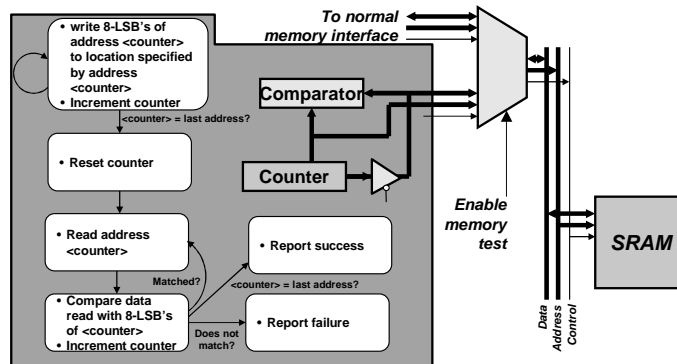 • write 8-LSB's of
address <counter>
to location specified
by address
<counter>
• Increment counter
<counter> = last address?
• Reset counter
• Read address
<counter>
Matched?
• Compare data
read with 8-LSB's
of <counter>
• Increment counter
• Report success
<counter> = last address?
Does not
match?
• Report failure
To normal
memory interface
Comparator
Counter
Enable
memory
test
SRAM
Data
Address
Control